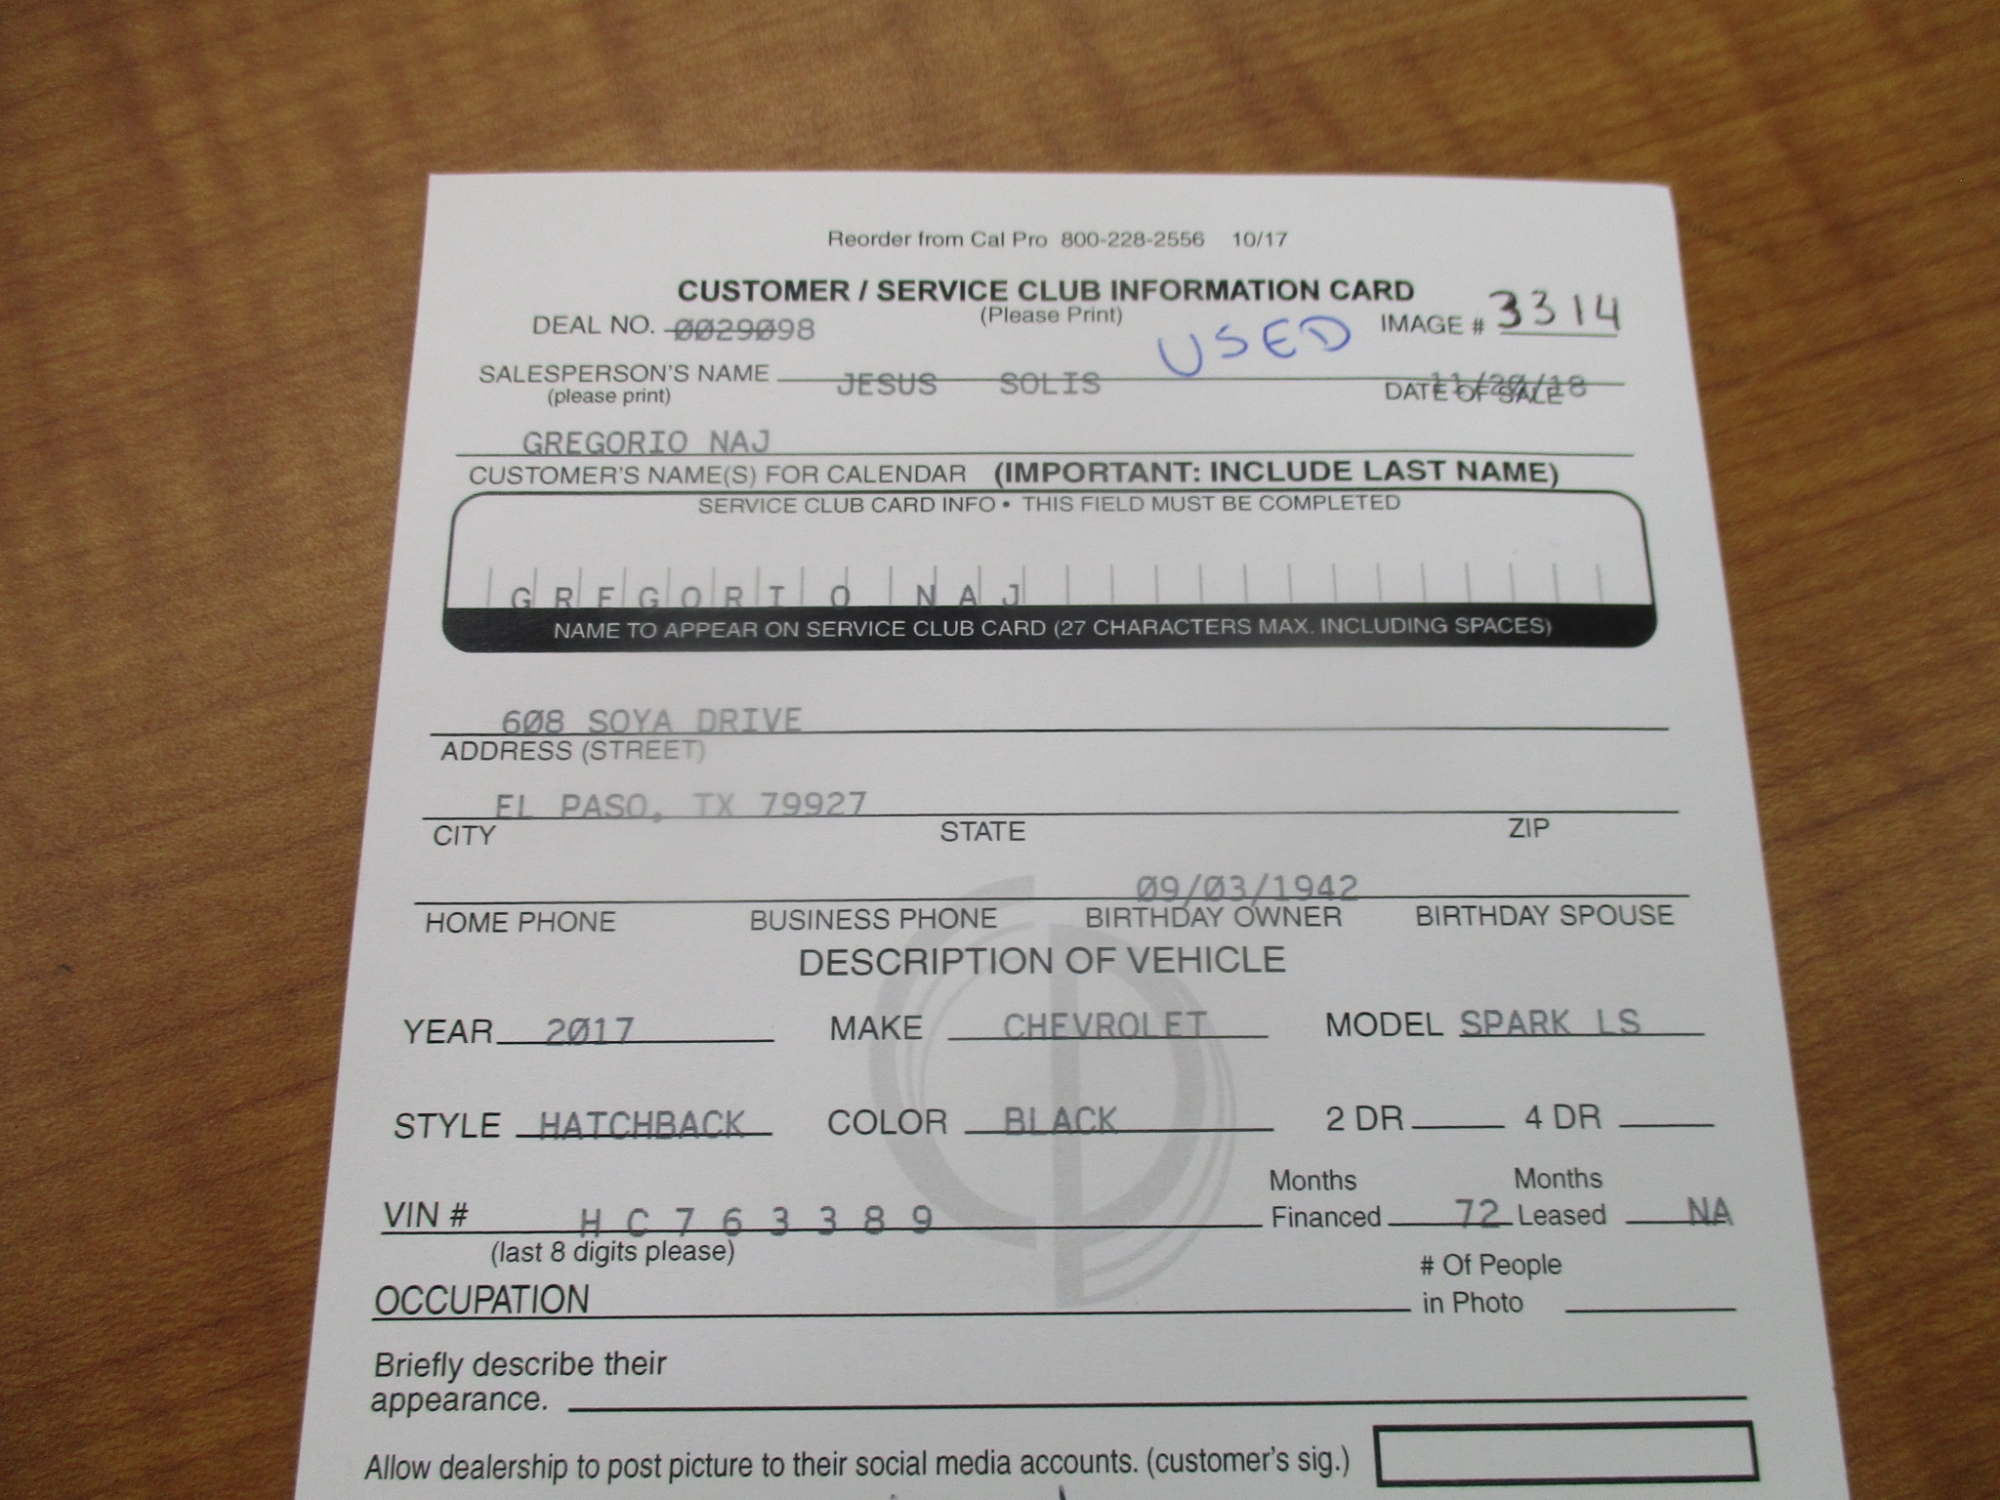 Reorder from Cal Pro 800-228-2556 10/17
CUSTOMER / SERVICE CLUB INFORMATION CARD
(Please Print)
DEAL NO. 0029098 USED IMAGE # 3314
SALESPERSON'S NAME JESUS SOLIS DATE OF SALE 11/20/18
(please print)
GREGORIO NAJ
CUSTOMER'S NAME(S) FOR CALENDAR (IMPORTANT: INCLUDE LAST NAME)
SERVICE CLUB CARD INFO • THIS FIELD MUST BE COMPLETED
GREGORIO NAJ
NAME TO APPEAR ON SERVICE CLUB CARD (27 CHARACTERS MAX. INCLUDING SPACES)
608 SOYA DRIVE
ADDRESS (STREET)
EL PASO, TX 79927
CITY STATE ZIP
09/03/1942
HOME PHONE BUSINESS PHONE BIRTHDAY OWNER BIRTHDAY SPOUSE
DESCRIPTION OF VEHICLE
YEAR 2017 MAKE CHEVROLET MODEL SPARK LS
STYLE HATCHBACK COLOR BLACK 2 DR 4 DR
VIN # HC763389 Months Financed 72 Months Leased NA
(last 8 digits please)
OCCUPATION # Of People in Photo
Briefly describe their
appearance.
Allow dealership to post picture to their social media accounts. (customer's sig.)